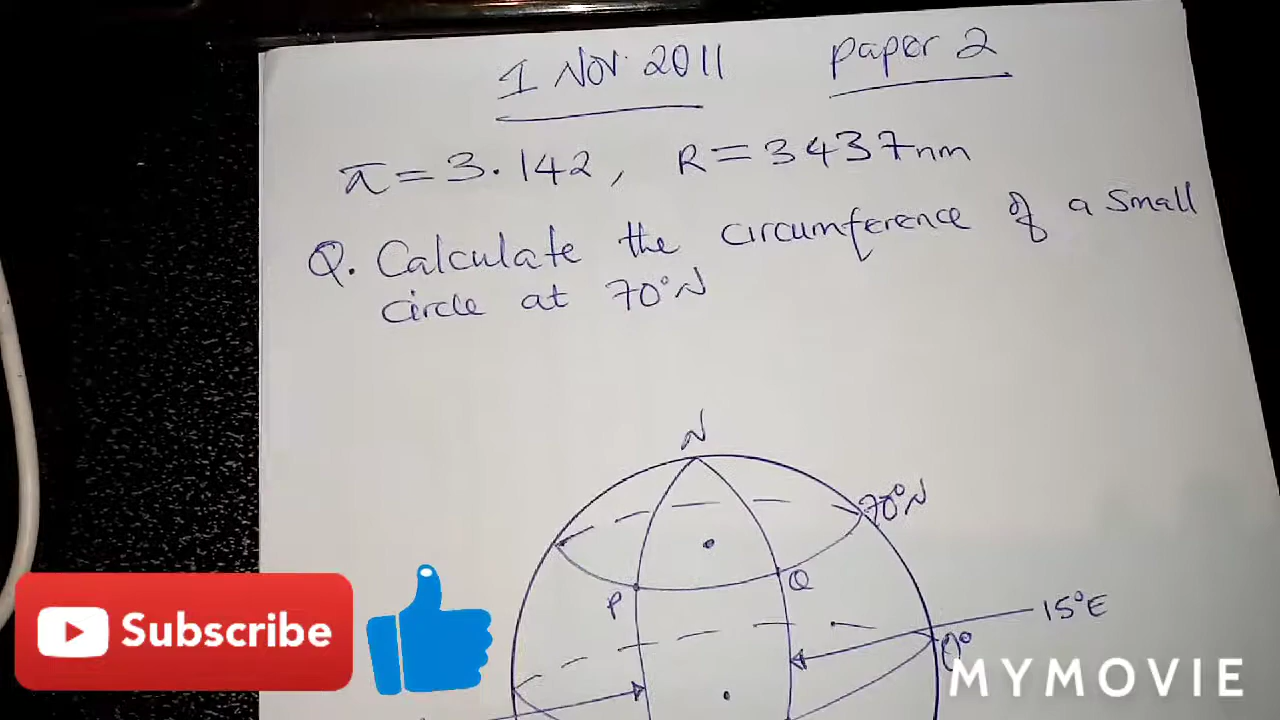 1 Nov. 2011 paper 2
π = 3.142, R = 3437nm
Q. Calculate the circumference of a small
circle at 70°N
N
70°N
P
Q
15°E
0°
Subscribe
MYMOVIE